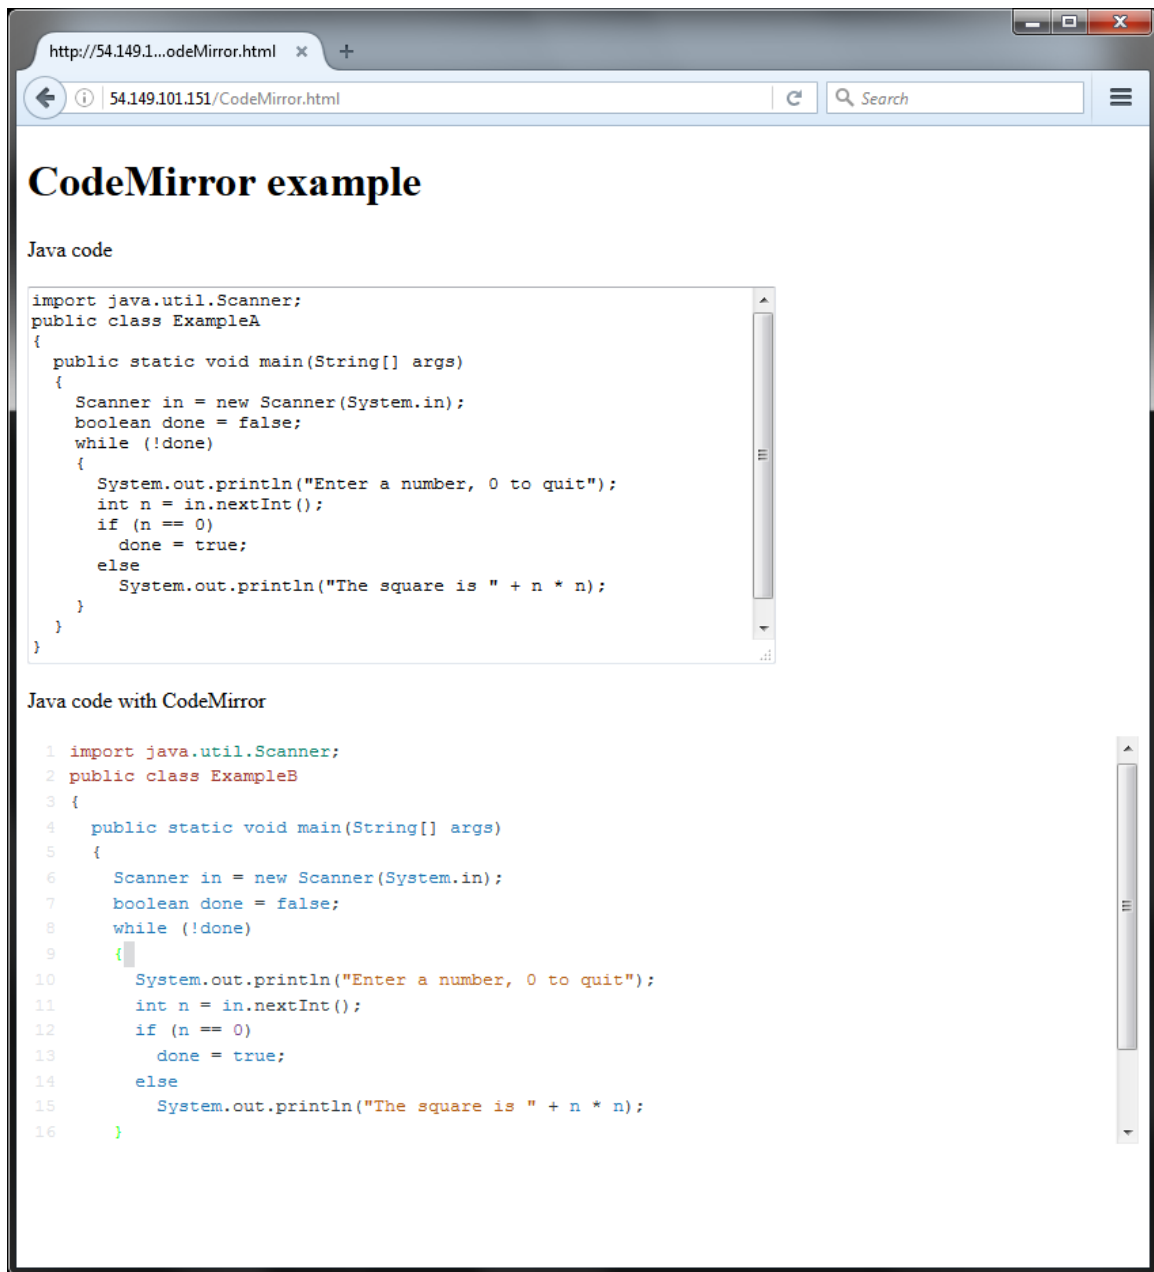 http://54.149.1...odeMirror.html
54.149.101.151/CodeMirror.html
Search
CodeMirror example
Java code
import java.util.Scanner;
public class ExampleA
{
  public static void main(String[] args)
  {
    Scanner in = new Scanner(System.in);
    boolean done = false;
    while (!done)
    {
      System.out.println("Enter a number, 0 to quit");
      int n = in.nextInt();
      if (n == 0)
        done = true;
      else
        System.out.println("The square is " + n * n);
    }
  }
}
Java code with CodeMirror
1 import java.util.Scanner;
2 public class ExampleB
3 {
4   public static void main(String[] args)
5   {
6     Scanner in = new Scanner(System.in);
7     boolean done = false;
8     while (!done)
9     {
10       System.out.println("Enter a number, 0 to quit");
11       int n = in.nextInt();
12       if (n == 0)
13         done = true;
14       else
15         System.out.println("The square is " + n * n);
16     }